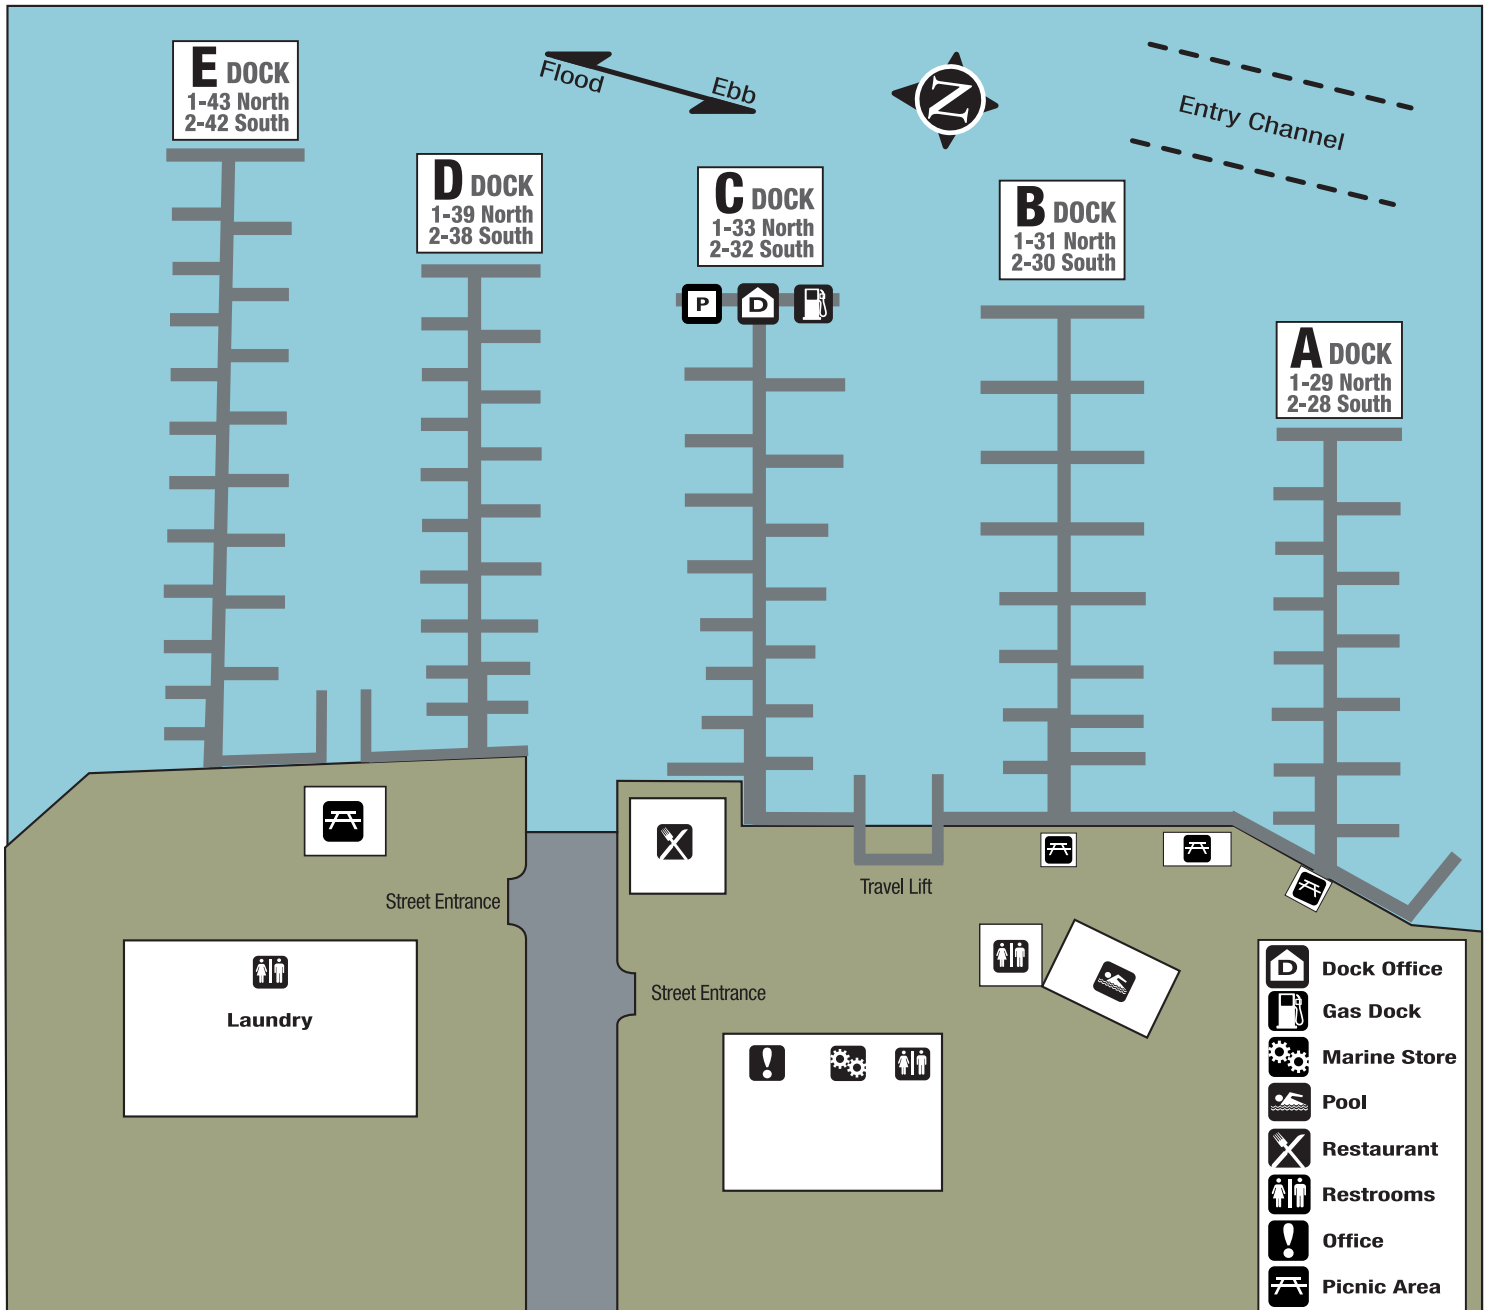 E DOCK
1-43 North
2-42 South
Flood
Ebb
N
Entry Channel
D DOCK
1-39 North
2-38 South
C DOCK
1-33 North
2-32 South
B DOCK
1-31 North
2-30 South
P
D
A DOCK
1-29 North
2-28 South
Travel Lift
Street Entrance
Street Entrance
Laundry
D
Dock Office
Gas Dock
Marine Store
Pool
Restaurant
Restrooms
Office
Picnic Area